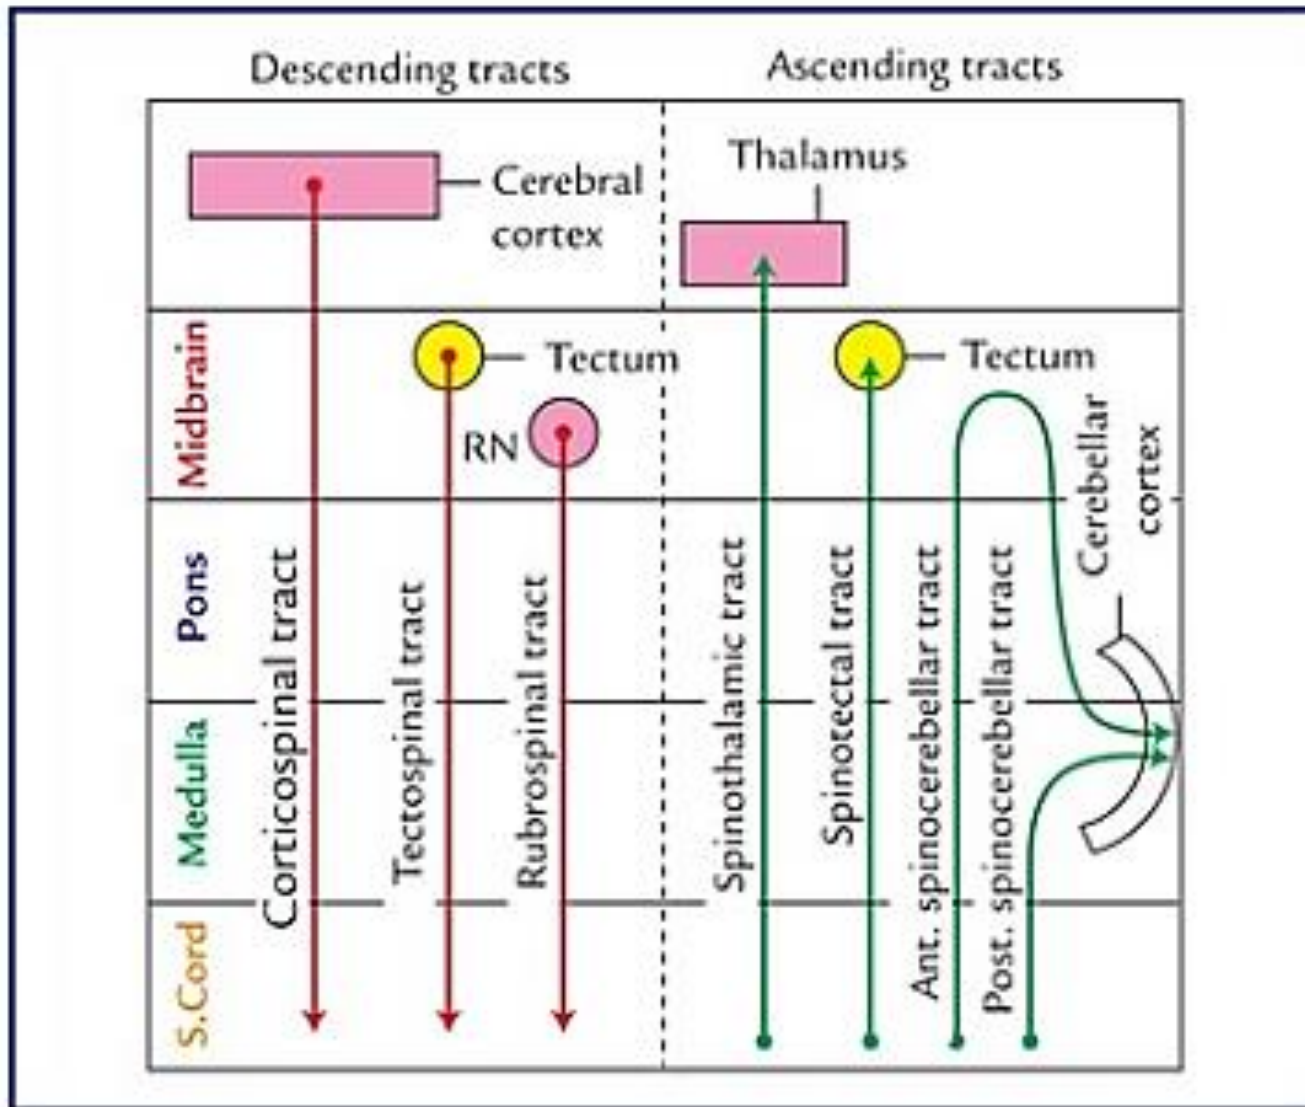 Descending tracts
Ascending tracts
Cerebral
cortex
Thalamus
Midbrain
Tectum
RN
Tectum
Cerebellar
cortex
Pons
Corticospinal tract
Tectospinal tract
Rubrospinal tract
Spinothalamic tract
Spinotectal tract
Ant. spinocerebellar tract
Post. spinocerebellar tract
Medulla
S.Cord